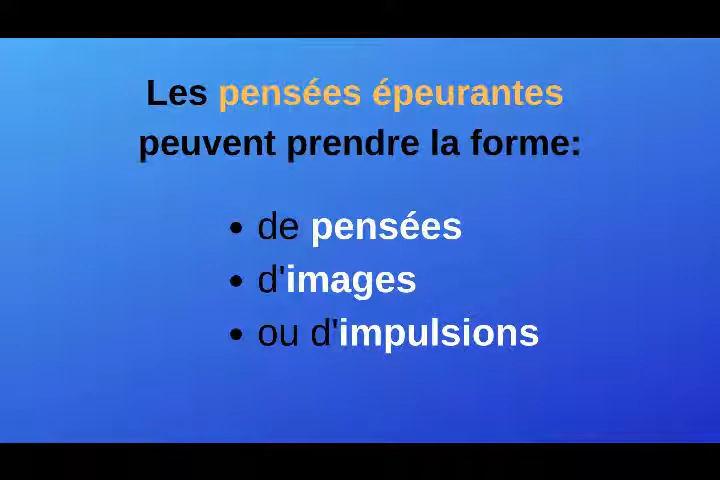 Les pensées épeurantes
peuvent prendre la forme:
• de pensées
• d'images
• ou d'impulsions